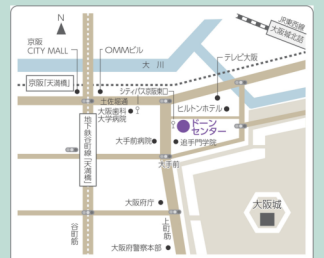 N
京阪
CITY MALL
OMMビル
JR東西線
大阪城北詰
テレビ大阪
大川
京阪「天満橋」
シティバス京阪東口
土佐堀通
ヒルトンホテル
大阪歯科
大学病院
ドーン
センター
地下鉄谷町線「天満橋」
大手前病院
追手門学院
大手前
大阪府庁
大阪城
谷町筋
上町筋
大阪府警察本部